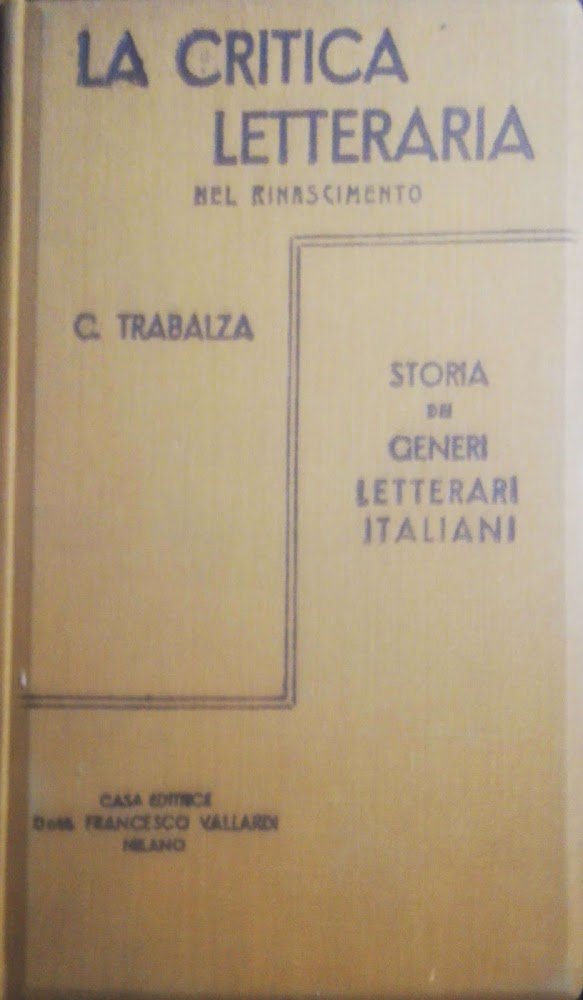 LA CRITICA
LETTERARIA
NEL RINASCIMENTO
C. TRABALZA
STORIA
DEI
GENERI
LETTERARI
ITALIANI
CASA EDITRICE
Dott. FRANCESCO VALLARDI
MILANO